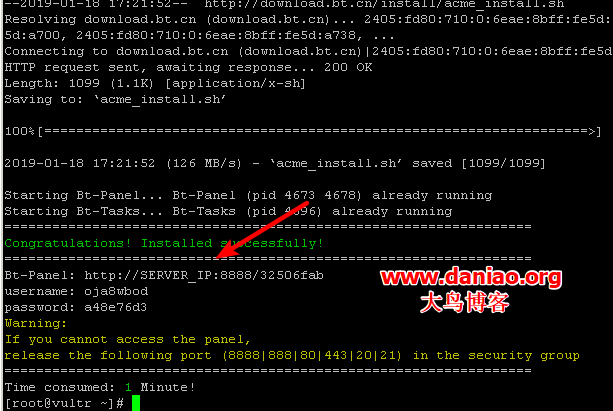 --2019-01-18 17:21:52-- http://download.bt.cn/install/acme_install.sh
Resolving download.bt.cn (download.bt.cn)... 2405:fd80:710:0:6eae:8bff:fe5d
5d:a700, 2405:fd80:710:0:6eae:8bff:fe5d:a738, ...
Connecting to download.bt.cn (download.bt.cn)|2405:fd80:710:0:6eae:8bff:fe5
HTTP request sent, awaiting response... 200 OK
Length: 1099 (1.1K) [application/x-sh]
Saving to: ‘acme_install.sh’
100%[====================================================================>]
2019-01-18 17:21:52 (126 MB/s) - ‘acme_install.sh’ saved [1099/1099]
Starting Bt-Panel... Bt-Panel (pid 4673 4678) already running
Starting Bt-Tasks... Bt-Tasks (pid 4696) already running
==================================================================
Congratulations! Installed successfully!
==================================================================
Bt-Panel: http://SERVER_IP:8888/32506fab
username: oja8wbod
password: a48e76d3
www.daniao.org
大鸟博客
Warning:
If you cannot access the panel,
release the following port (8888|888|80|443|20|21) in the security group
==================================================================
Time consumed: 1 Minute!
[root@vultr ~]#